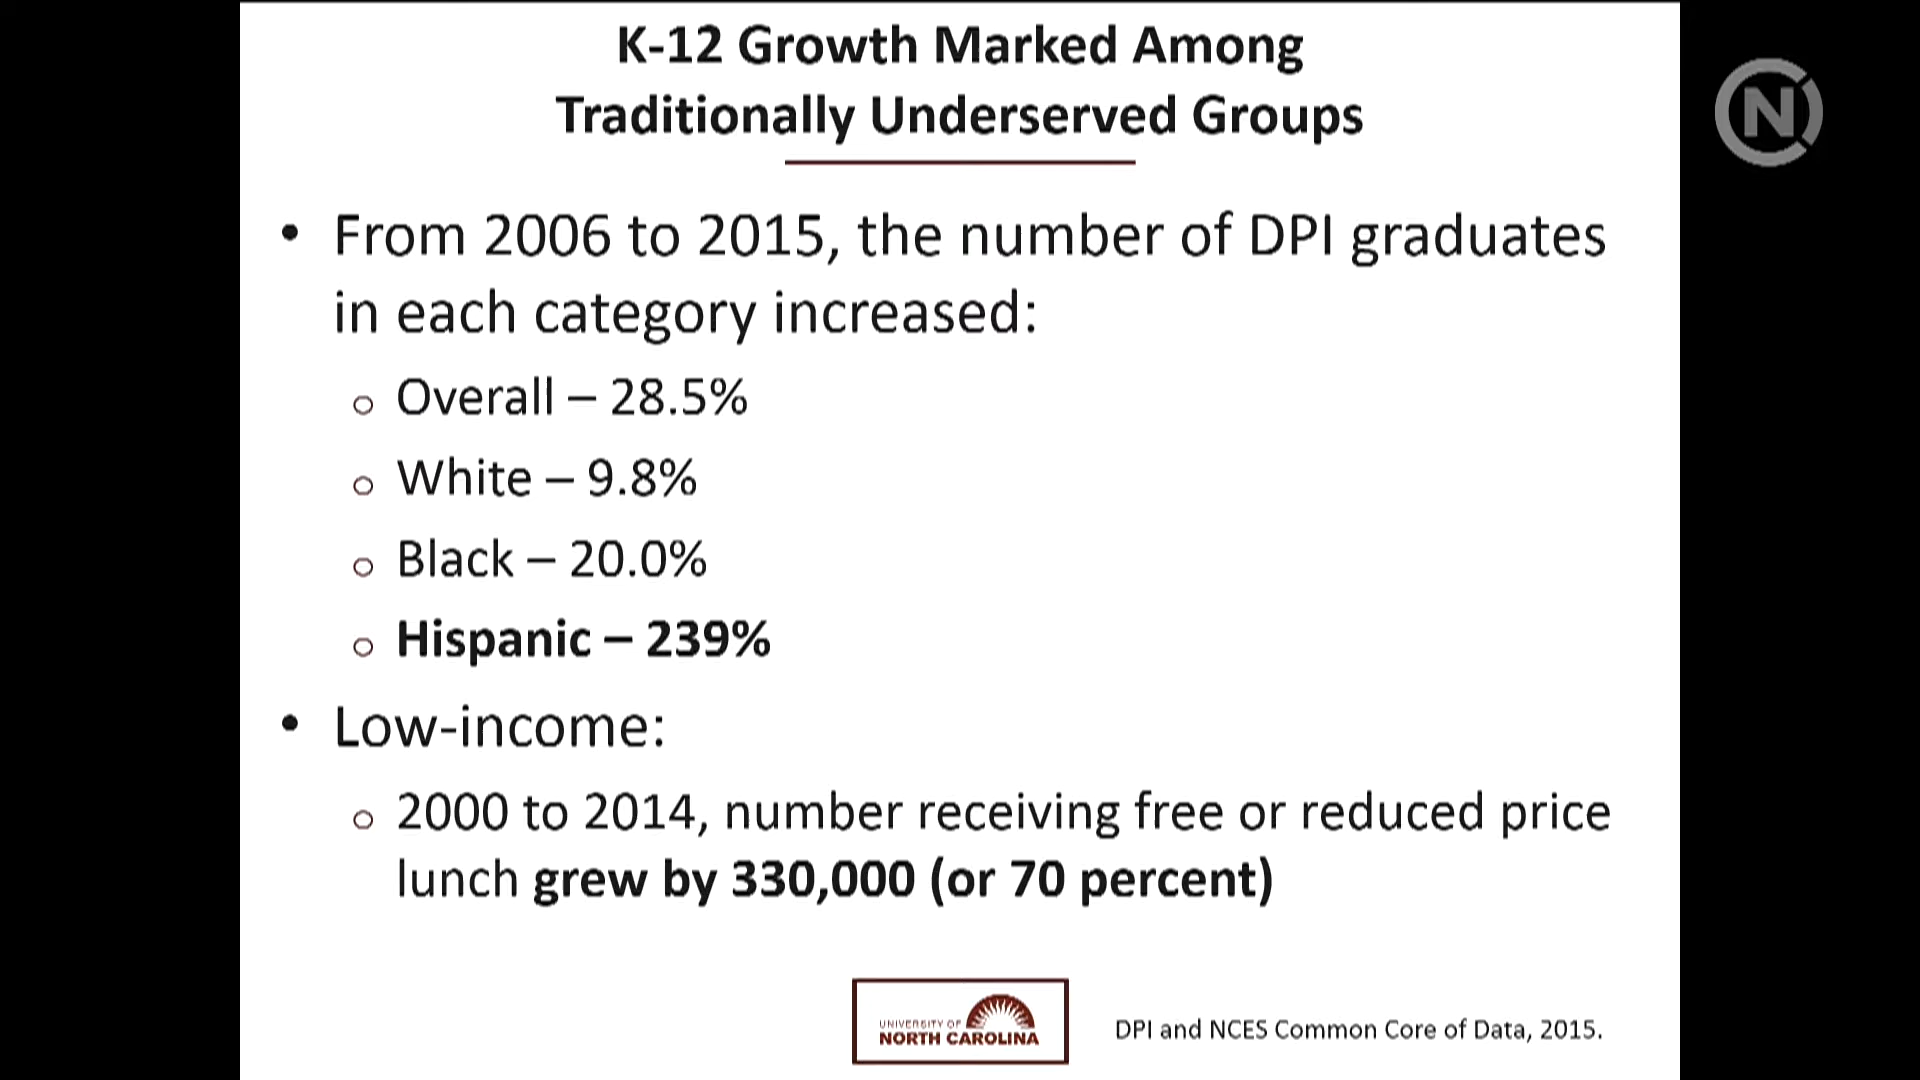 K-12 Growth Marked Among
Traditionally Underserved Groups
• From 2006 to 2015, the number of DPI graduates
in each category increased:
o Overall – 28.5%
o White – 9.8%
o Black – 20.0%
o Hispanic – 239%
• Low-income:
o 2000 to 2014, number receiving free or reduced price
lunch grew by 330,000 (or 70 percent)
UNIVERSITY OF
NORTH CAROLINA
DPI and NCES Common Core of Data, 2015.
N